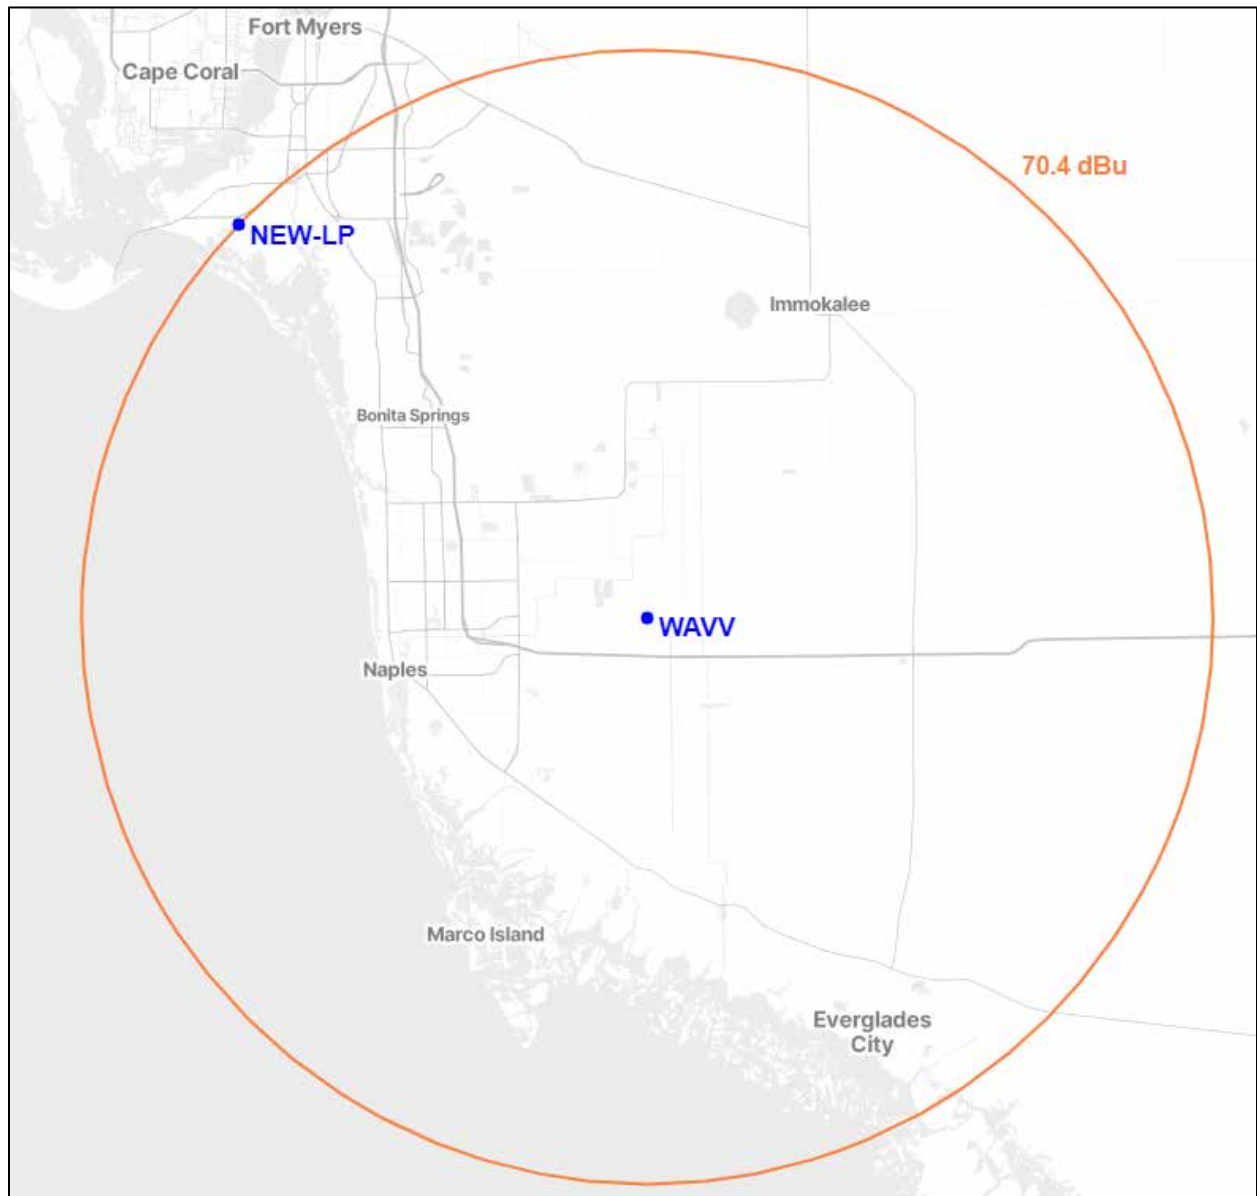 Fort Myers
Cape Coral
70.4 dBu
NEW-LP
Immokalee
Bonita Springs
WAVV
Naples
Marco Island
Everglades
City